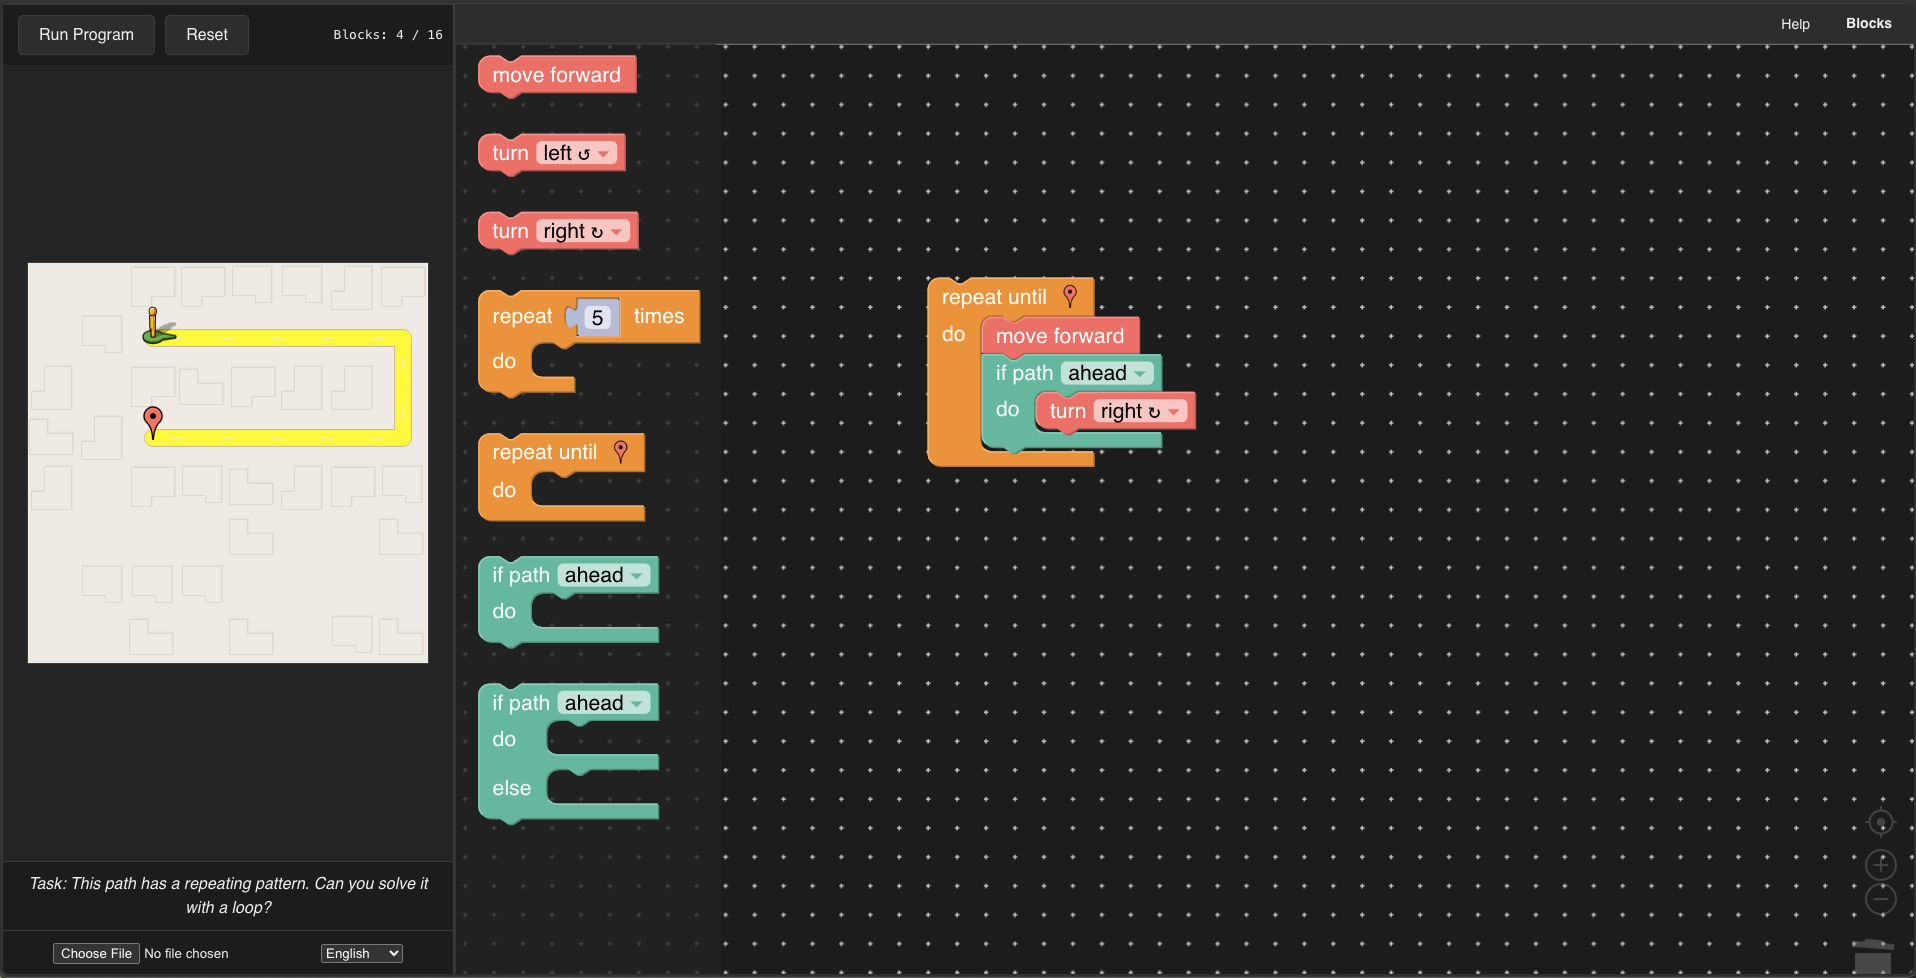 Run Program
Reset
Blocks: 4 / 16
Help
Blocks
move forward
turn left ↺
turn right ↻
repeat 5 times
do
repeat until
do
if path ahead
do
if path ahead
do
else
repeat until
do
move forward
if path ahead
do
turn right ↻
Task: This path has a repeating pattern. Can you solve it
with a loop?
Choose File No file chosen
English